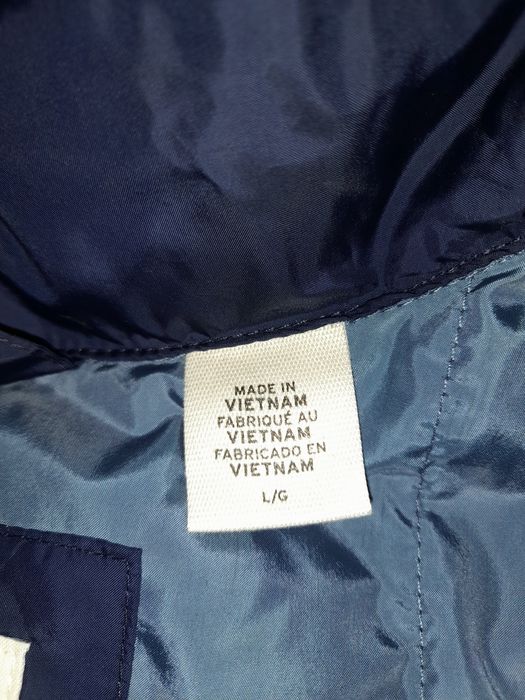 MADE IN
VIETNAM
FABRIQUÉ AU
VIETNAM
FABRICADO EN
VIETNAM
L/G